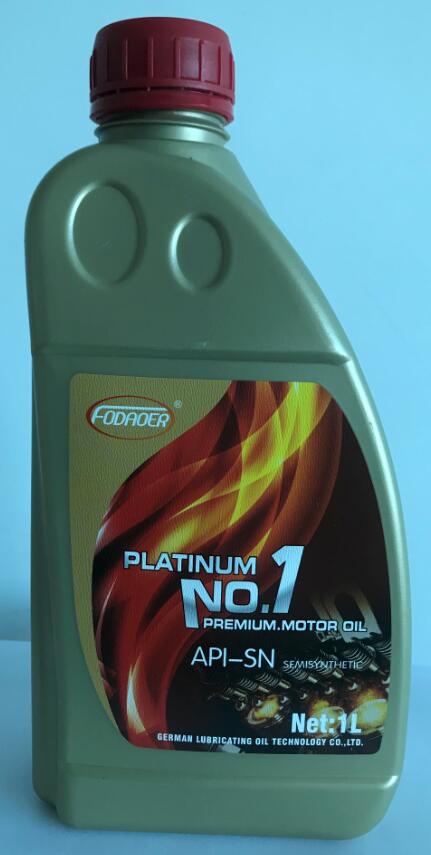 FODAOER®
PLATINUM
NO.1
PREMIUM.MOTOR OIL
API-SN SEMISYNTHETIC
Net:1L
GERMAN LUBRICATING OIL TECHNOLOGY CO.,LTD.